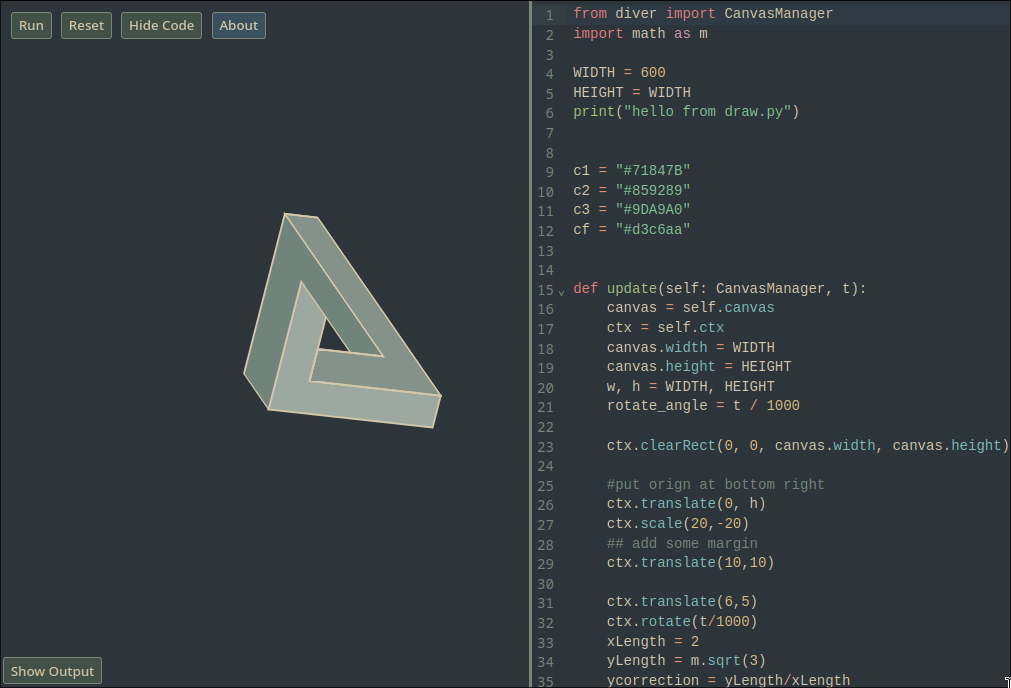 Run Reset Hide Code About
Show Output
1 from diver import CanvasManager
2 import math as m
3
4 WIDTH = 600
5 HEIGHT = WIDTH
6 print("hello from draw.py")
7
8
9 c1 = "#71847B"
10 c2 = "#859289"
11 c3 = "#9DA9A0"
12 cf = "#d3c6aa"
13
14
15 def update(self: CanvasManager, t):
16     canvas = self.canvas
17     ctx = self.ctx
18     canvas.width = WIDTH
19     canvas.height = HEIGHT
20     w, h = WIDTH, HEIGHT
21     rotate_angle = t / 1000
22
23     ctx.clearRect(0, 0, canvas.width, canvas.height)
24
25     #put orign at bottom right
26     ctx.translate(0, h)
27     ctx.scale(20,-20)
28     ## add some margin
29     ctx.translate(10,10)
30
31     ctx.translate(6,5)
32     ctx.rotate(t/1000)
33     xLength = 2
34     yLength = m.sqrt(3)
35     ycorrection = yLength/xLength